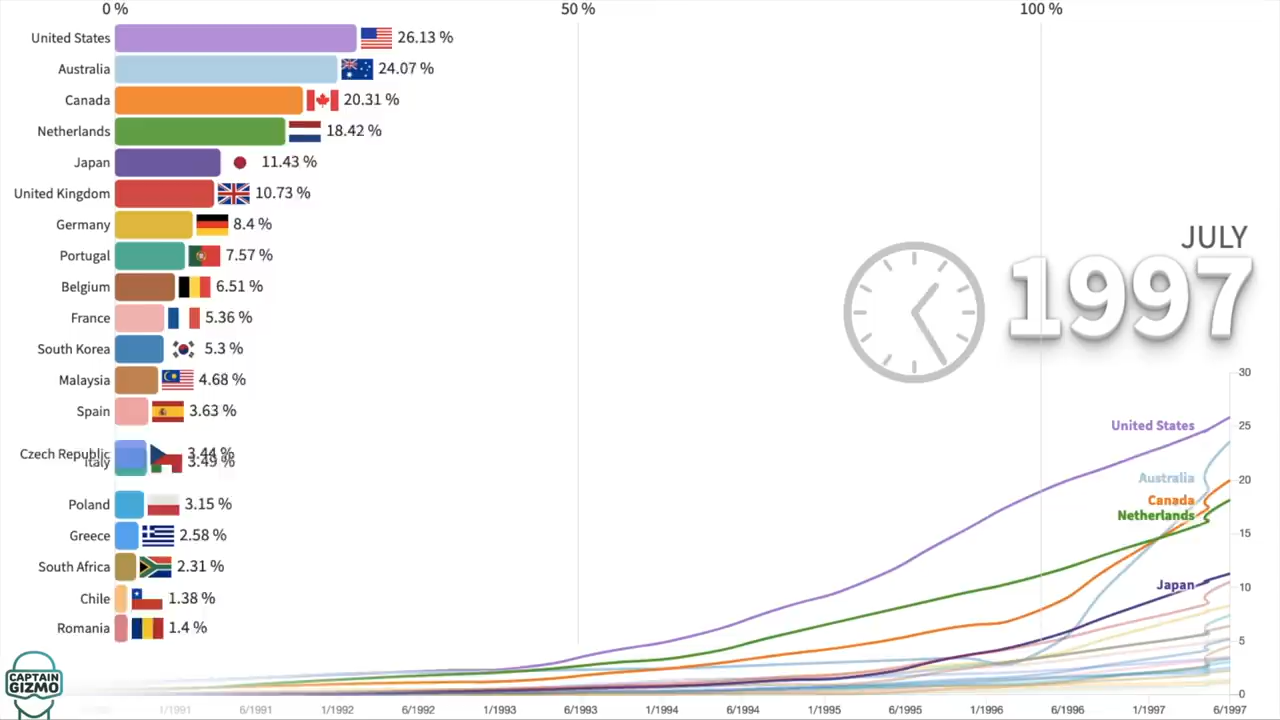 0 % 50 % 100 %
United States 26.13 %
Australia 24.07 %
Canada 20.31 %
Netherlands 18.42 %
Japan 11.43 %
United Kingdom 10.73 %
Germany 8.4 %
Portugal 7.57 %
Belgium 6.51 %
France 5.36 %
South Korea 5.3 %
Malaysia 4.68 %
Spain 3.63 %
Czech Republic 3.44 %
Italy 3.49 %
Poland 3.15 %
Greece 2.58 %
South Africa 2.31 %
Chile 1.38 %
Romania 1.4 %
JULY
1997
30
25
20
15
10
5
0
United States
Australia
Canada
Netherlands
Japan
1/1991 6/1991 1/1992 6/1992 1/1993 6/1993 1/1994 6/1994 1/1995 6/1995 1/1996 6/1996 1/1997 6/1997
CAPTAIN
GIZMO